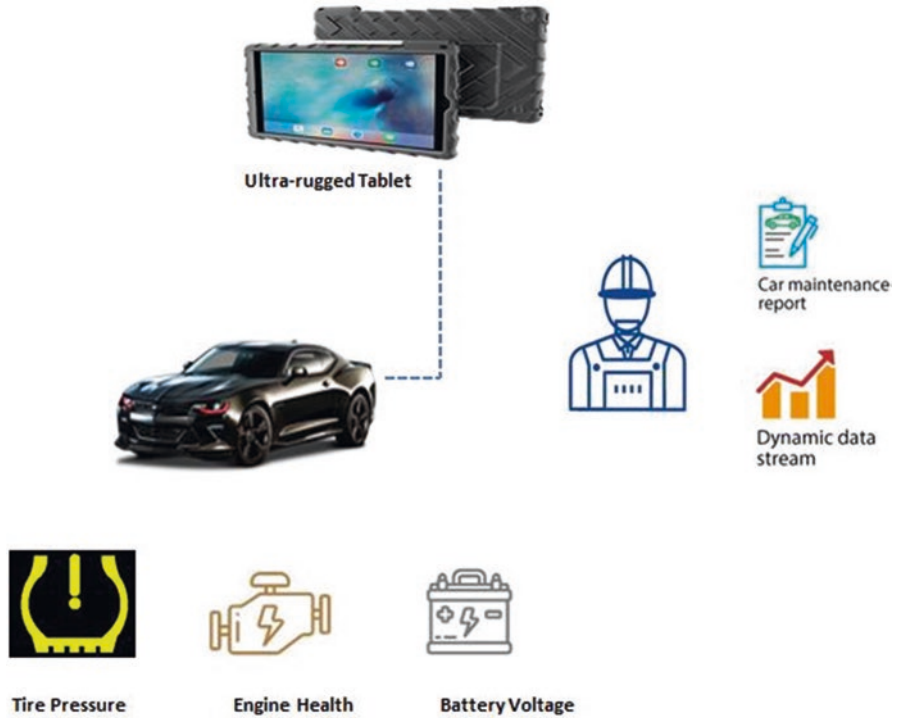 Ultra-rugged Tablet
Car maintenance
report
Dynamic data
stream
Tire Pressure
Engine Health
Battery Voltage